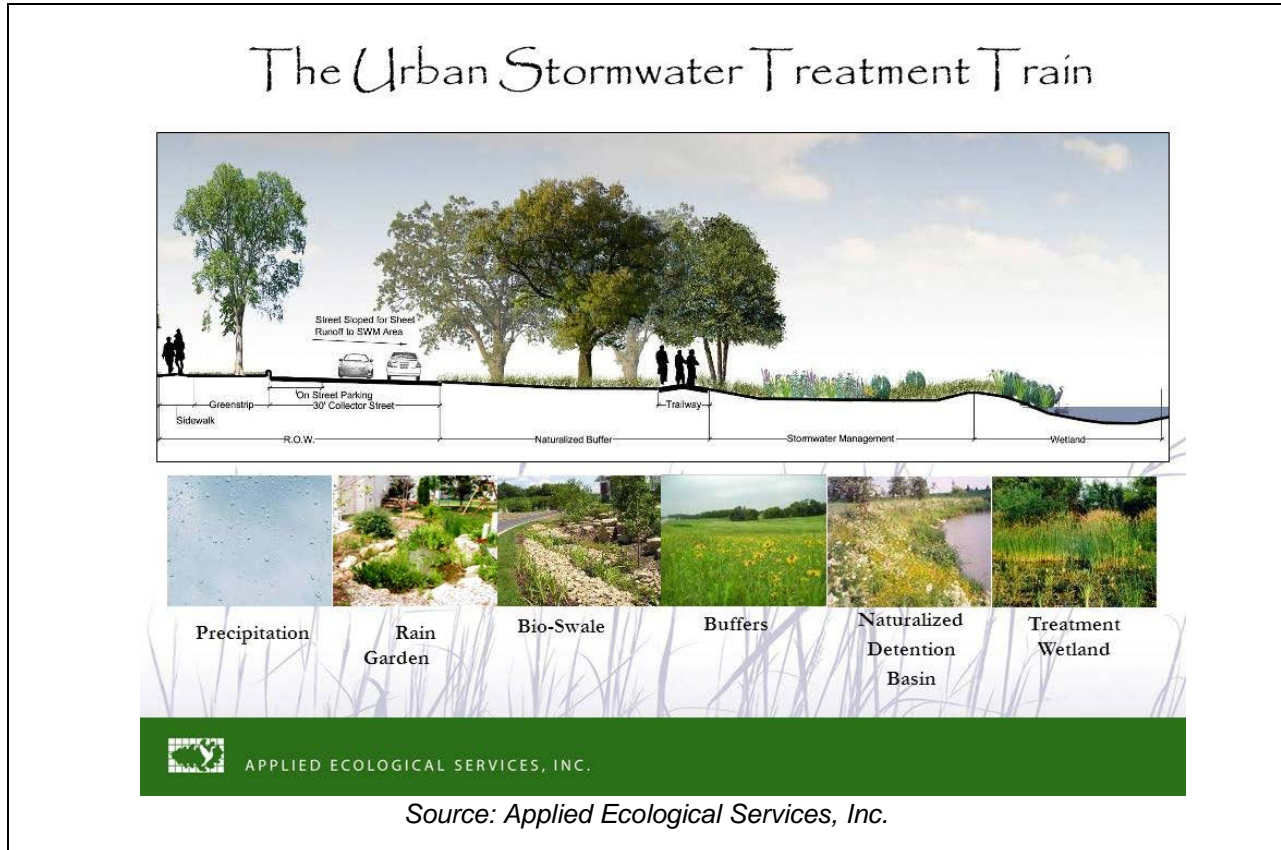 The Urban Stormwater Treatment Train
Street Sloped for Sheet
Runoff to SWM Area
On Street Parking
Greenstrip
30' Collector Street
Trailway
Sidewalk
R.O.W.
Naturalized Buffer
Stormwater Management
Wetland
Precipitation
Rain
Garden
Bio-Swale
Buffers
Naturalized
Detention
Basin
Treatment
Wetland
APPLIED ECOLOGICAL SERVICES, INC.
Source: Applied Ecological Services, Inc.